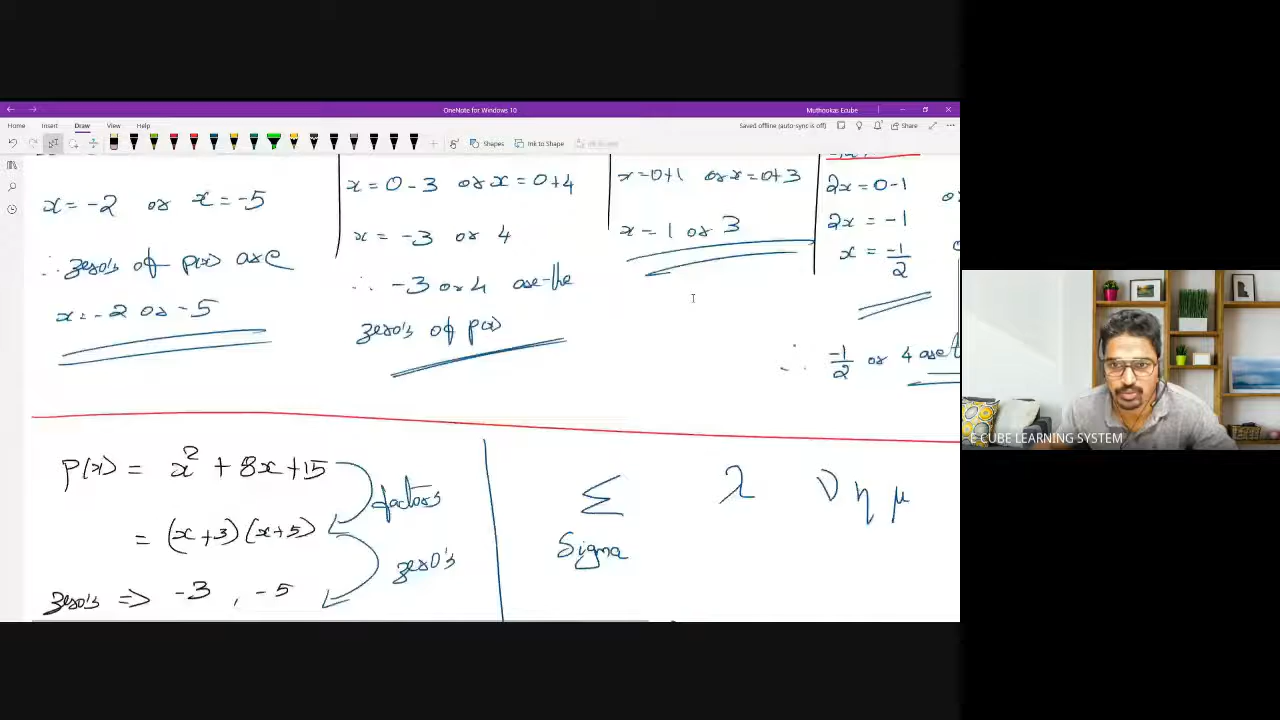 OneNote for Windows 10
Muthookas Ecube
Home Insert Draw View Help
Saved offline (auto-sync is off)
Share
Shapes
Ink to Shape
x = -2 or x = -5
∴ zero's of p(x) are
x = -2 or -5
x = 0 - 3 or x = 0 + 4
x = -3 or 4
∴ -3 or 4 are the
zero's of p(x)
x = 0 + 1 or x = 0 + 3
x = 1 or 3
2x = 0 - 1
2x = -1
x = -1/2
∴ -1/2 or 4 are
p(x) = x² + 8x + 15
= (x+3)(x+5)
factors
zero's
zero's ⇒ -3 , -5
Σ λ ν η μ
Sigma
E CUBE LEARNING SYSTEM